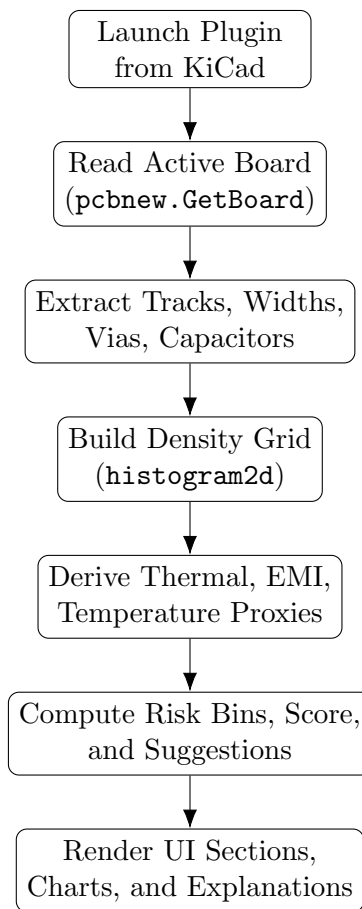 Launch Plugin
from KiCad
Read Active Board
(pcbnew.GetBoard)
Extract Tracks, Widths,
Vias, Capacitors
Build Density Grid
(histogram2d)
Derive Thermal, EMI,
Temperature Proxies
Compute Risk Bins, Score,
and Suggestions
Render UI Sections,
Charts, and Explanations